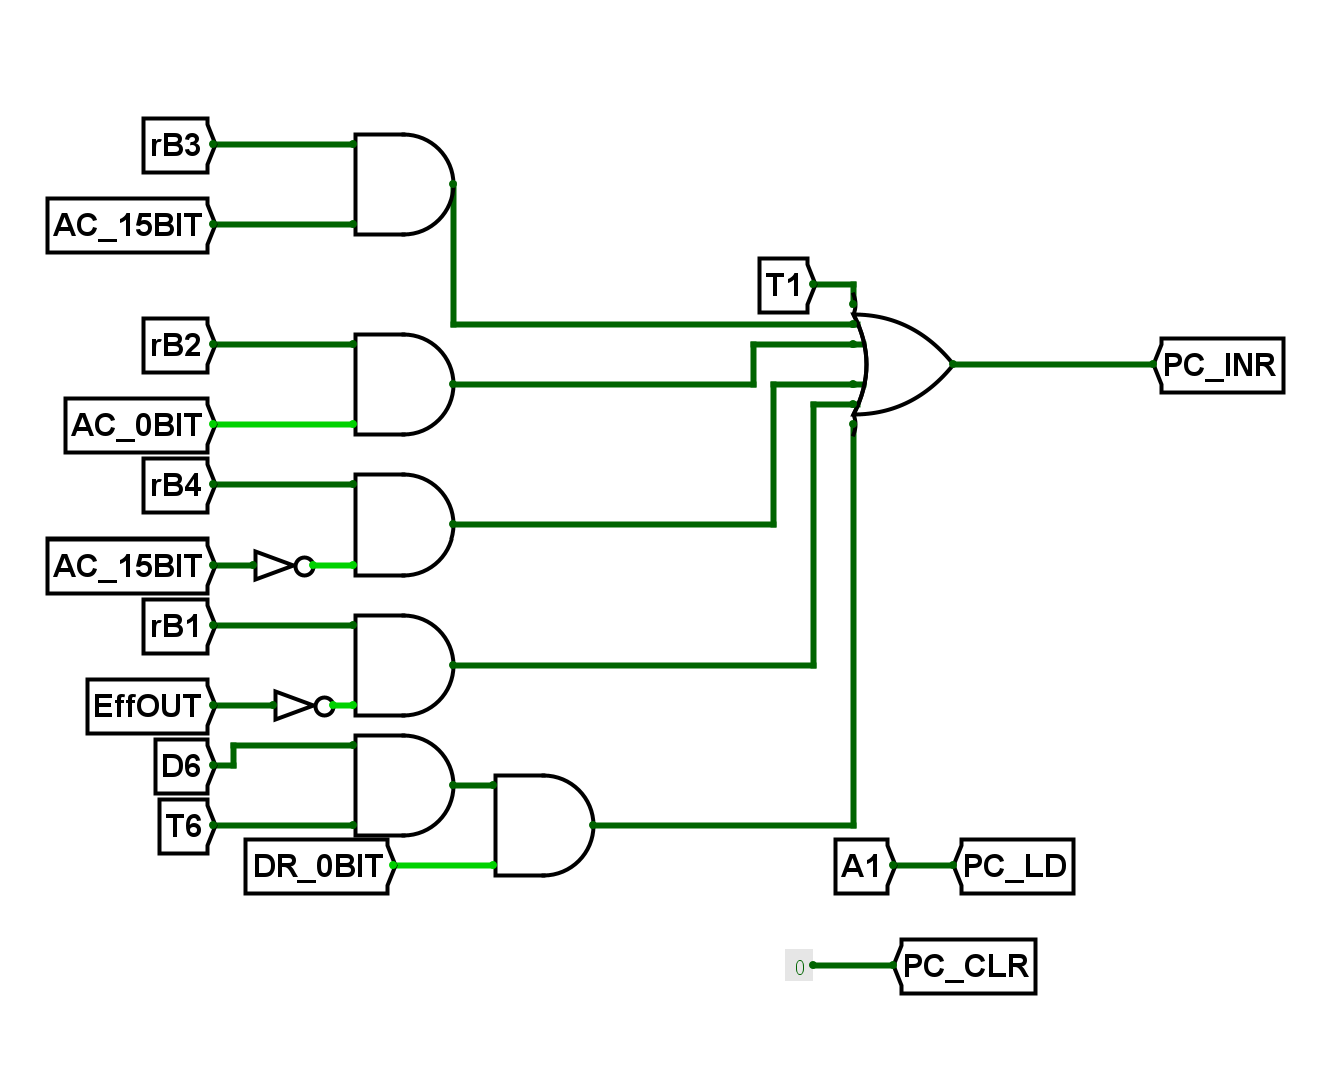 rB3
AC_15BIT
T1
rB2
PC_INR
AC_0BIT
rB4
AC_15BIT
rB1
EffOUT
D6
T6
DR_0BIT
A1
PC_LD
0
PC_CLR